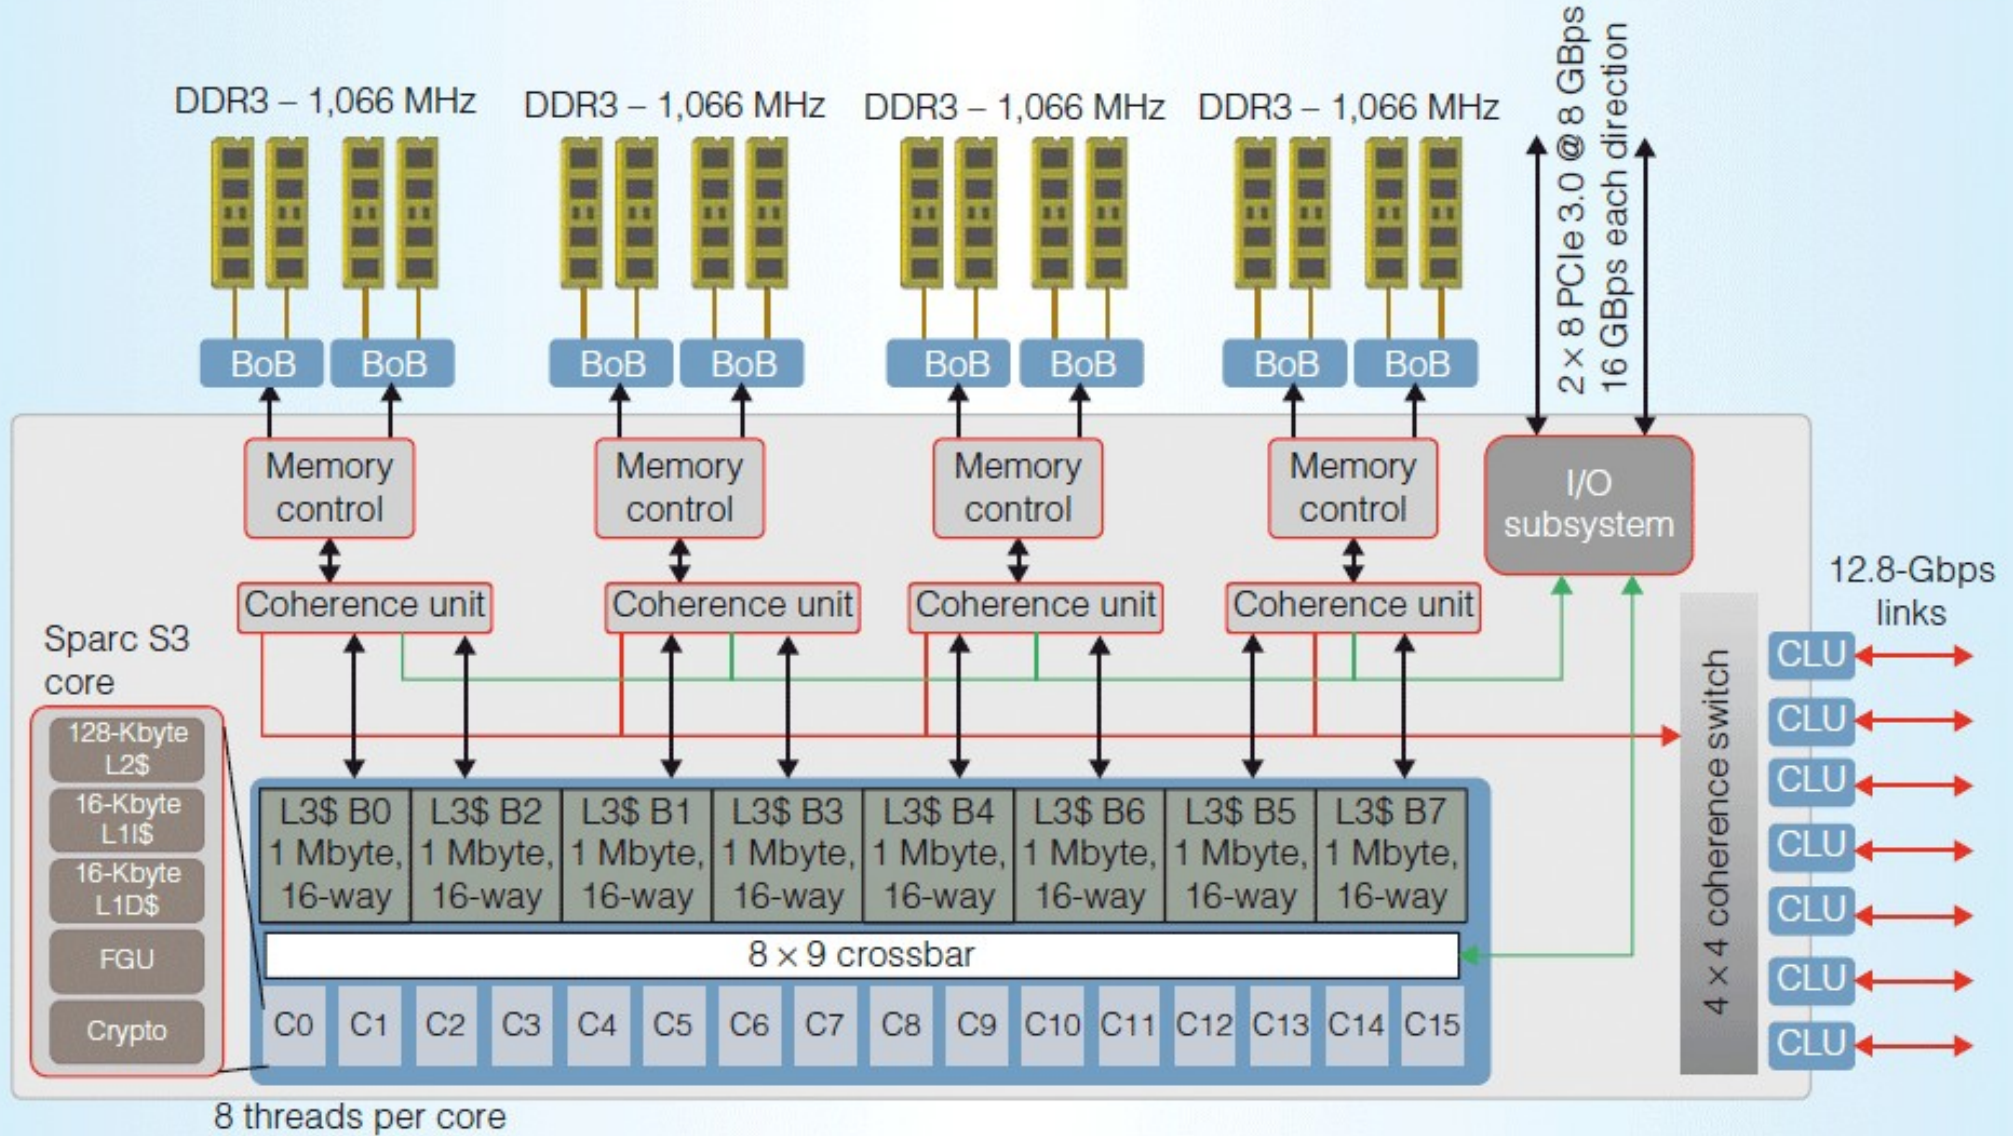 DDR3 – 1,066 MHz
DDR3 – 1,066 MHz
DDR3 – 1,066 MHz
DDR3 – 1,066 MHz
2 × 8 PCIe 3.0 @ 8 GBps
16 GBps each direction
BoB
BoB
BoB
BoB
BoB
BoB
BoB
BoB
Memory
control
Memory
control
Memory
control
Memory
control
I/O
subsystem
Coherence unit
Coherence unit
Coherence unit
Coherence unit
12.8-Gbps
links
Sparc S3
core
128-Kbyte
L2$
16-Kbyte
L1I$
16-Kbyte
L1D$
FGU
Crypto
L3$ B0
1 Mbyte,
16-way
L3$ B2
1 Mbyte,
16-way
L3$ B1
1 Mbyte,
16-way
L3$ B3
1 Mbyte,
16-way
L3$ B4
1 Mbyte,
16-way
L3$ B6
1 Mbyte,
16-way
L3$ B5
1 Mbyte,
16-way
L3$ B7
1 Mbyte,
16-way
8 × 9 crossbar
C0 C1 C2 C3 C4 C5 C6 C7 C8 C9 C10 C11 C12 C13 C14 C15
4 × 4 coherence switch
CLU
CLU
CLU
CLU
CLU
CLU
CLU
8 threads per core